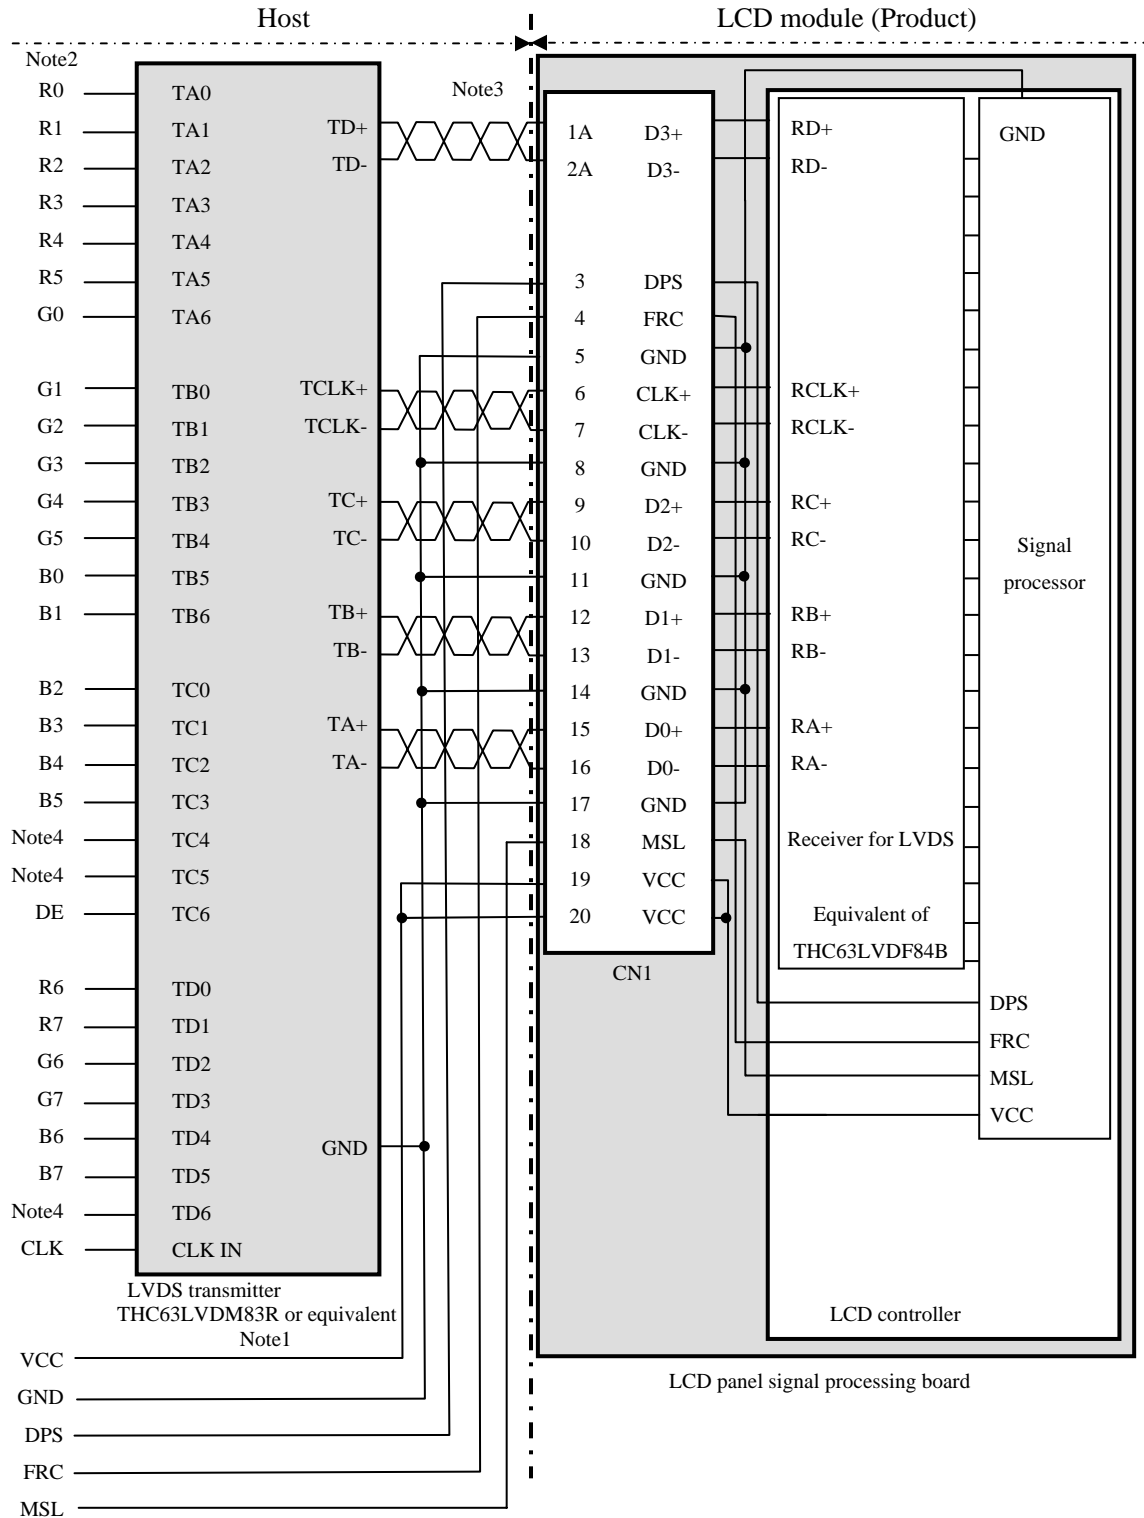 Host
LCD module (Product)
Note2
Note3
R0
R1
R2
R3
R4
R5
G0
G1
G2
G3
G4
G5
B0
B1
B2
B3
B4
B5
Note4
Note4
DE
R6
R7
G6
G7
B6
B7
Note4
CLK
TA0
TA1
TA2
TA3
TA4
TA5
TA6
TB0
TB1
TB2
TB3
TB4
TB5
TB6
TC0
TC1
TC2
TC3
TC4
TC5
TC6
TD0
TD1
TD2
TD3
TD4
TD5
TD6
CLK IN
TD+
TD-
TCLK+
TCLK-
TC+
TC-
TB+
TB-
TA+
TA-
GND
LVDS transmitter
THC63LVDM83R or equivalent
Note1
VCC
GND
DPS
FRC
MSL
1A D3+
2A D3-
3 DPS
4 FRC
5 GND
6 CLK+
7 CLK-
8 GND
9 D2+
10 D2-
11 GND
12 D1+
13 D1-
14 GND
15 D0+
16 D0-
17 GND
18 MSL
19 VCC
20 VCC
CN1
RD+
RD-
RCLK+
RCLK-
RC+
RC-
RB+
RB-
RA+
RA-
Receiver for LVDS
Equivalent of
THC63LVDF84B
GND
Signal
processor
DPS
FRC
MSL
VCC
LCD controller
LCD panel signal processing board